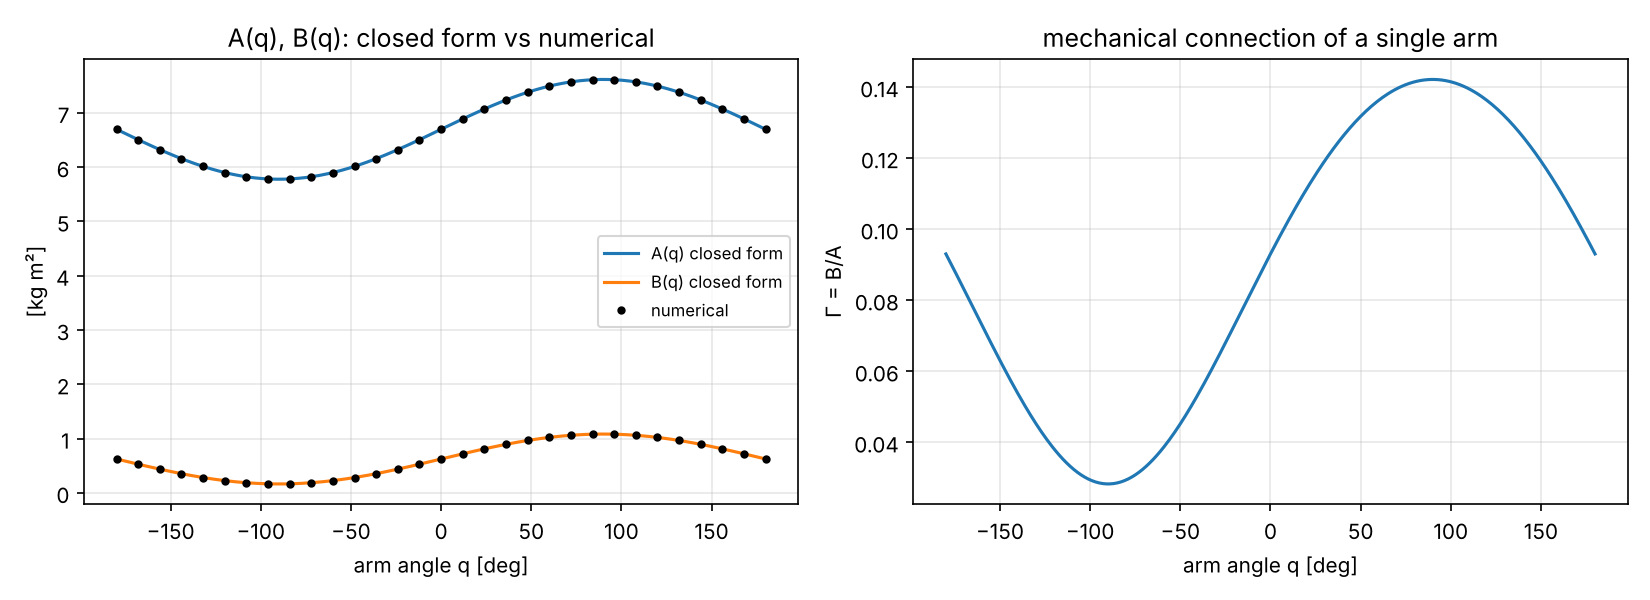 A(q), B(q): closed form vs numerical
[kg m²]
7
6
5
4
3
2
1
0
A(q) closed form
B(q) closed form
numerical
−150 −100 −50 0 50 100 150
arm angle q [deg]
mechanical connection of a single arm
Γ = B/A
0.14
0.12
0.10
0.08
0.06
0.04
−150 −100 −50 0 50 100 150
arm angle q [deg]